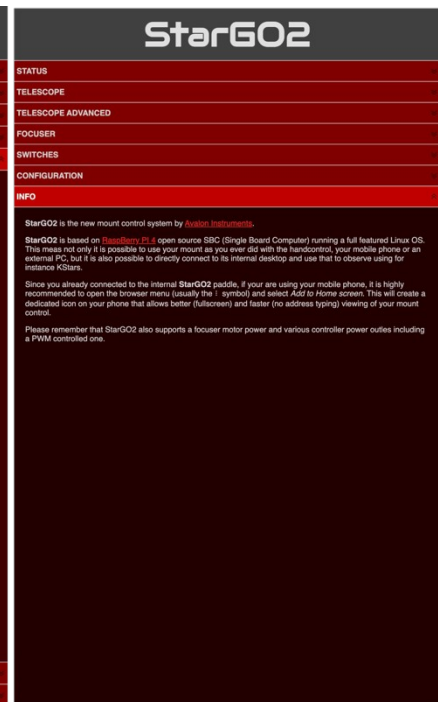 StarGO2
STATUS
TELESCOPE
TELESCOPE ADVANCED
FOCUSER
SWITCHES
CONFIGURATION
INFO
StarGO2 is the new mount control system by Avalon Instruments.
StarGO2 is based on RaspBerry PI 4 open source SBC (Single Board Computer) running a full featured Linux OS.
This meas not only it is possible to use your mount as you ever did with the handcontrol, your mobile phone or an
external PC, but it is also possible to directly connect to its internal desktop and use that to observe using for
instance KStars.
Since you already connected to the internal StarGO2 paddle, if your are using your mobile phone, it is highly
recommended to open the browser menu (usually the ⋮ symbol) and select Add to Home screen. This will create a
dedicated icon on your phone that allows better (fullscreen) and faster (no address typing) viewing of your mount
control.
Please remember that StarGO2 also supports a focuser motor power and various controller power outles including
a PWM controlled one.